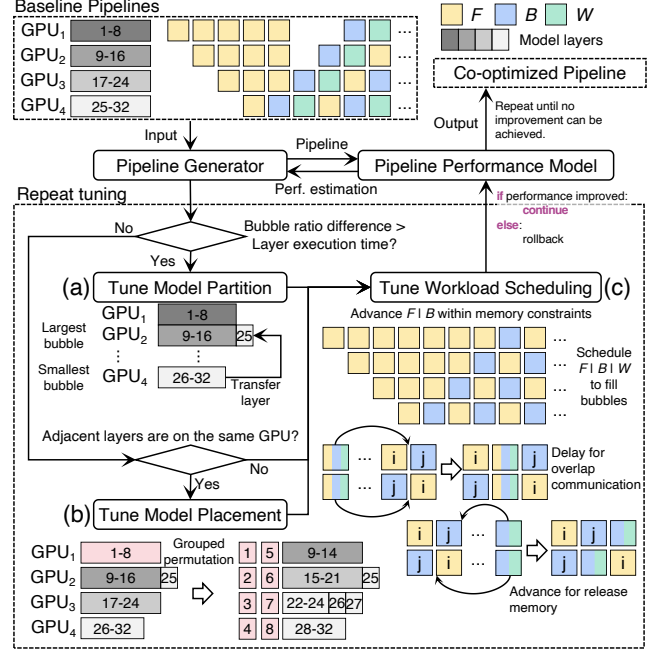 Baseline Pipelines
GPU1 1-8 ...
GPU2 9-16 ...
GPU3 17-24 ...
GPU4 25-32 ...
F B W
Model layers
Co-optimized Pipeline
Input
Output
Repeat until no
improvement can be
achieved.
Pipeline Generator
Pipeline
Perf. estimation
Pipeline Performance Model
Repeat tuning
if performance improved:
continue
else:
rollback
No
Bubble ratio difference >
Layer execution time?
Yes
(a) Tune Model Partition
Tune Workload Scheduling (c)
GPU1 1-8
Largest
bubble
GPU2 9-16 25
⋮ ⋮
Smallest
bubble
GPU4 26-32
Transfer
layer
Advance F | B within memory constraints
...
...
...
...
Schedule
F | B | W
to fill
bubbles
Adjacent layers are on the same GPU?
No
Yes
(b) Tune Model Placement
... i j
... j i
i j
j i
Delay for
overlap
communication
i j ...
j i ...
i j
j i
Advance for release
memory
GPU1 1-8
GPU2 9-16 25
GPU3 17-24
GPU4 26-32
Grouped
permutation
1 5 9-14
2 6 15-21 25
3 7 22-24 26 27
4 8 28-32